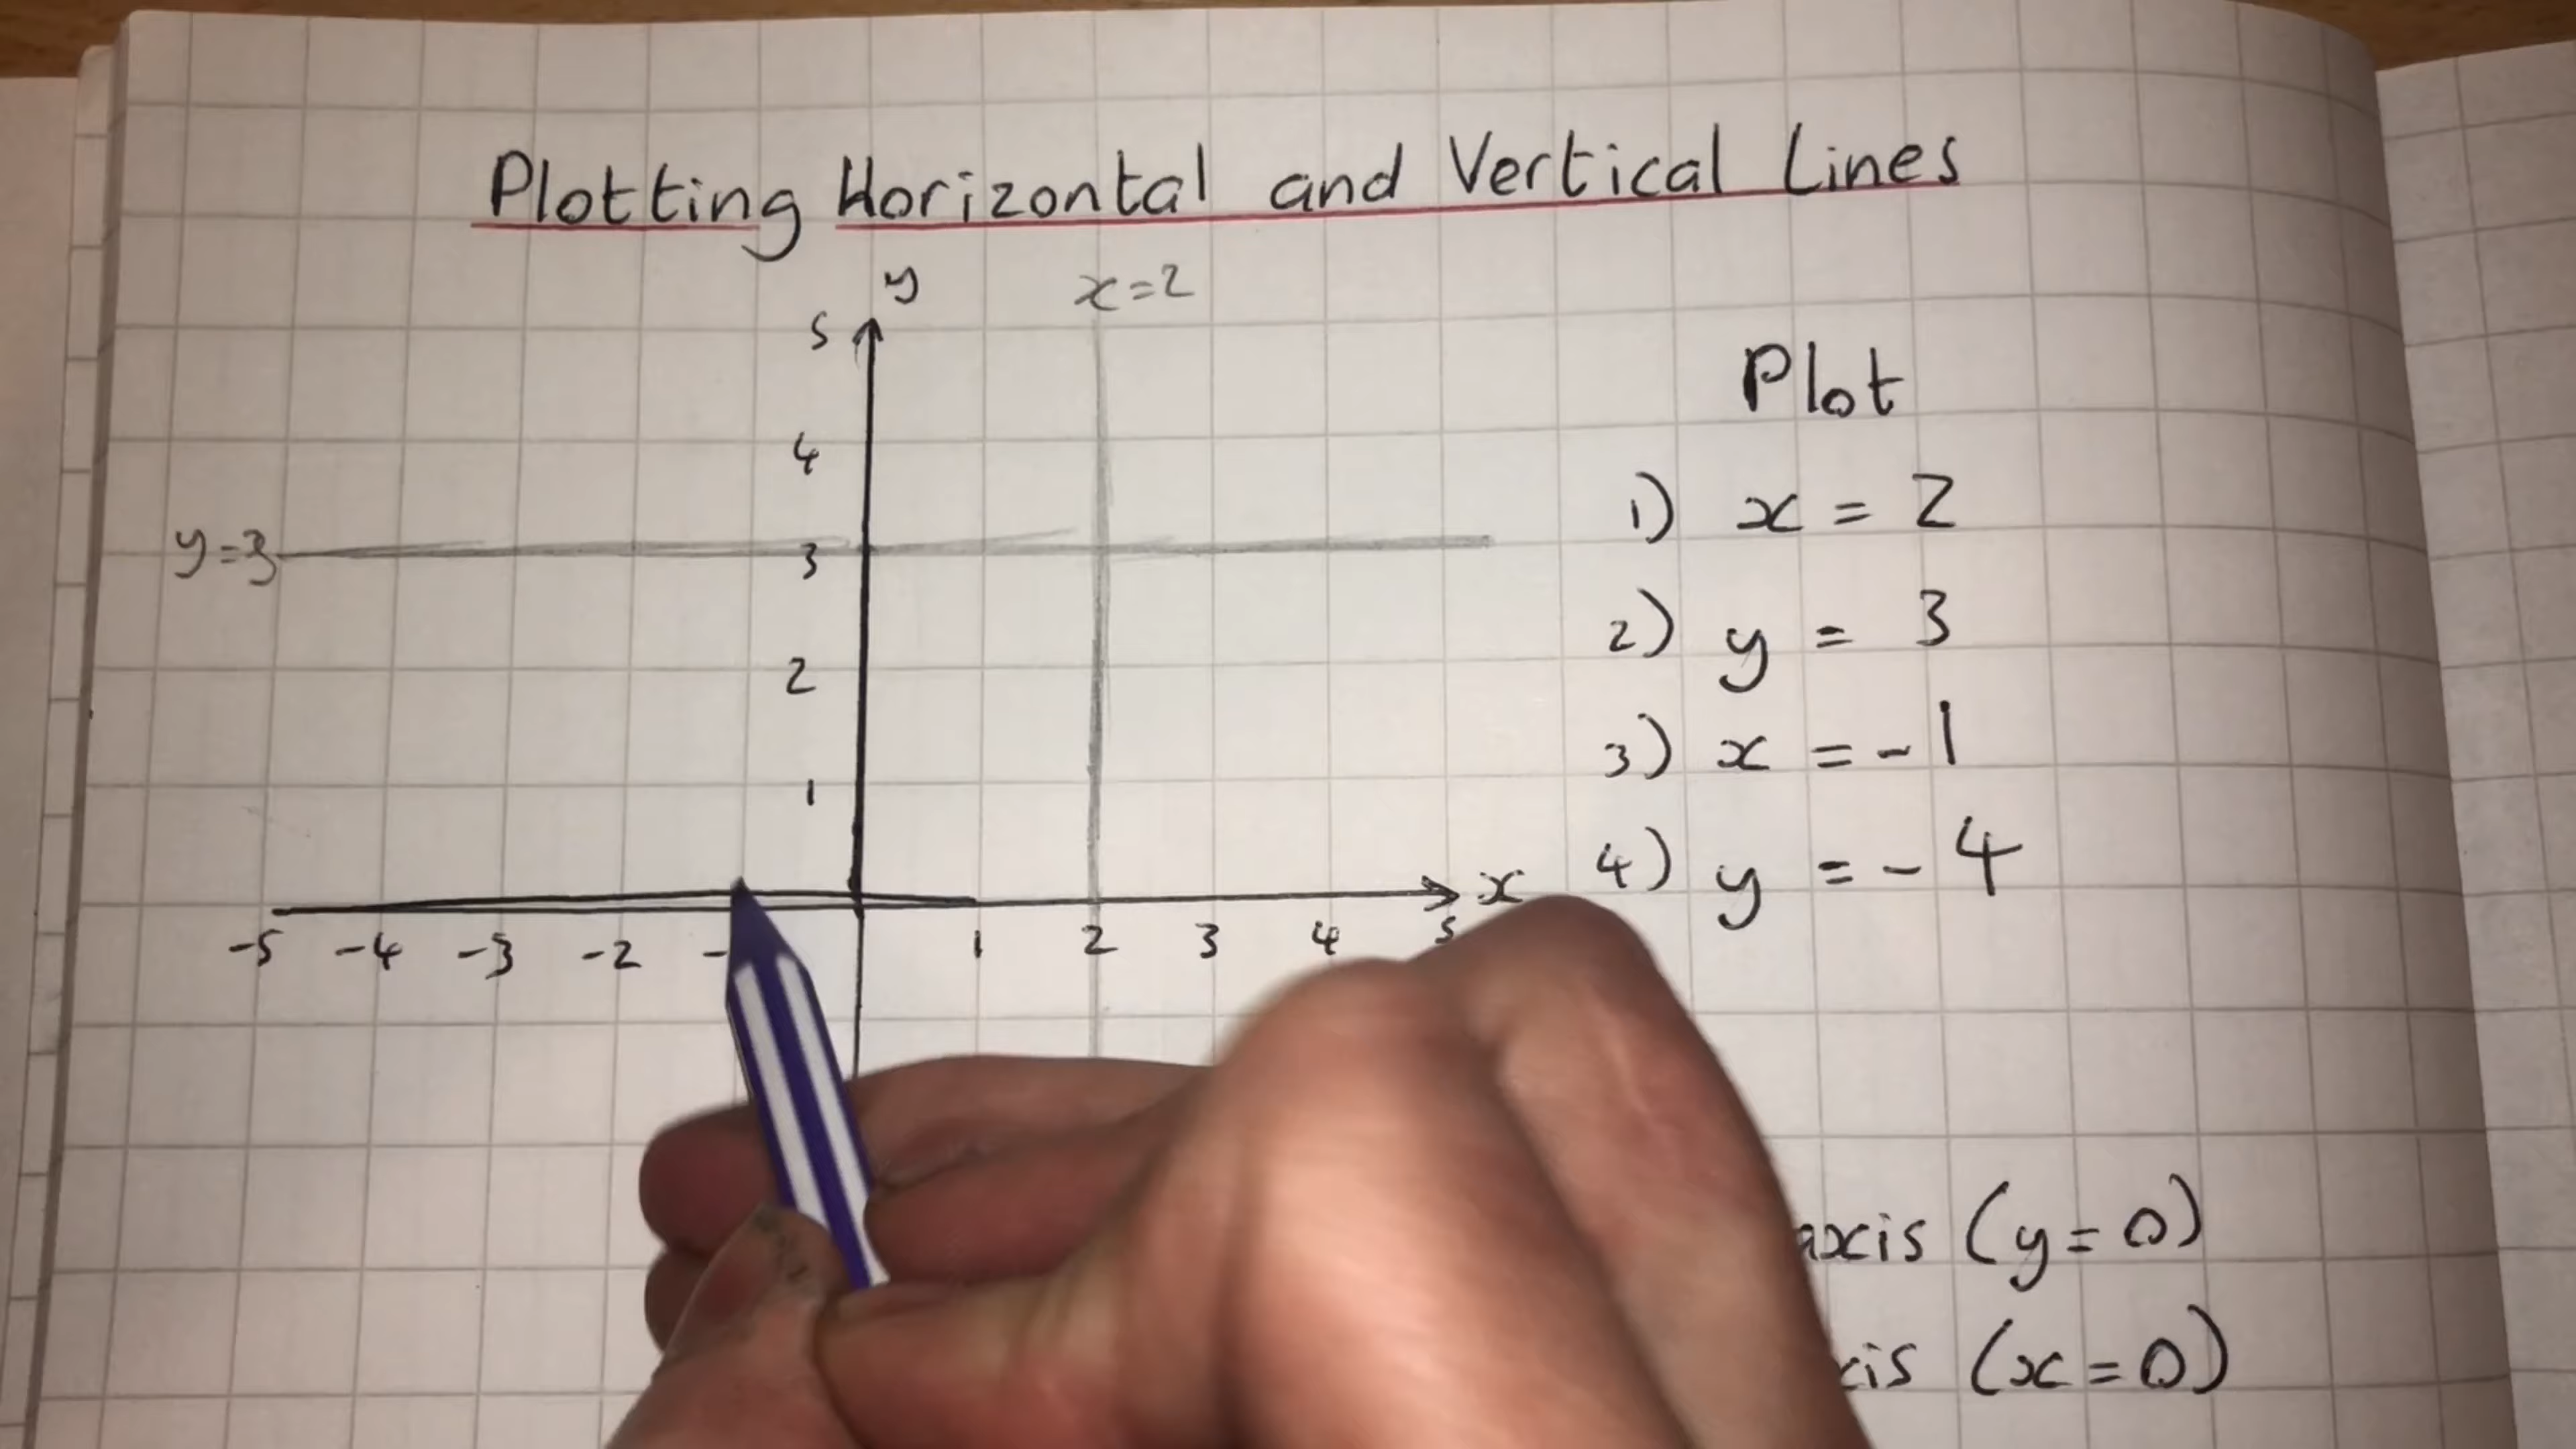 Plotting Horizontal and Vertical Lines
y
x=2
5
4
y=3
3
2
1
x
-5 -4 -3 -2 - 1 2 3 4 5
Plot
1) x = 2
2) y = 3
3) x = -1
4) y = -4
axis (y=0)
(x=0)